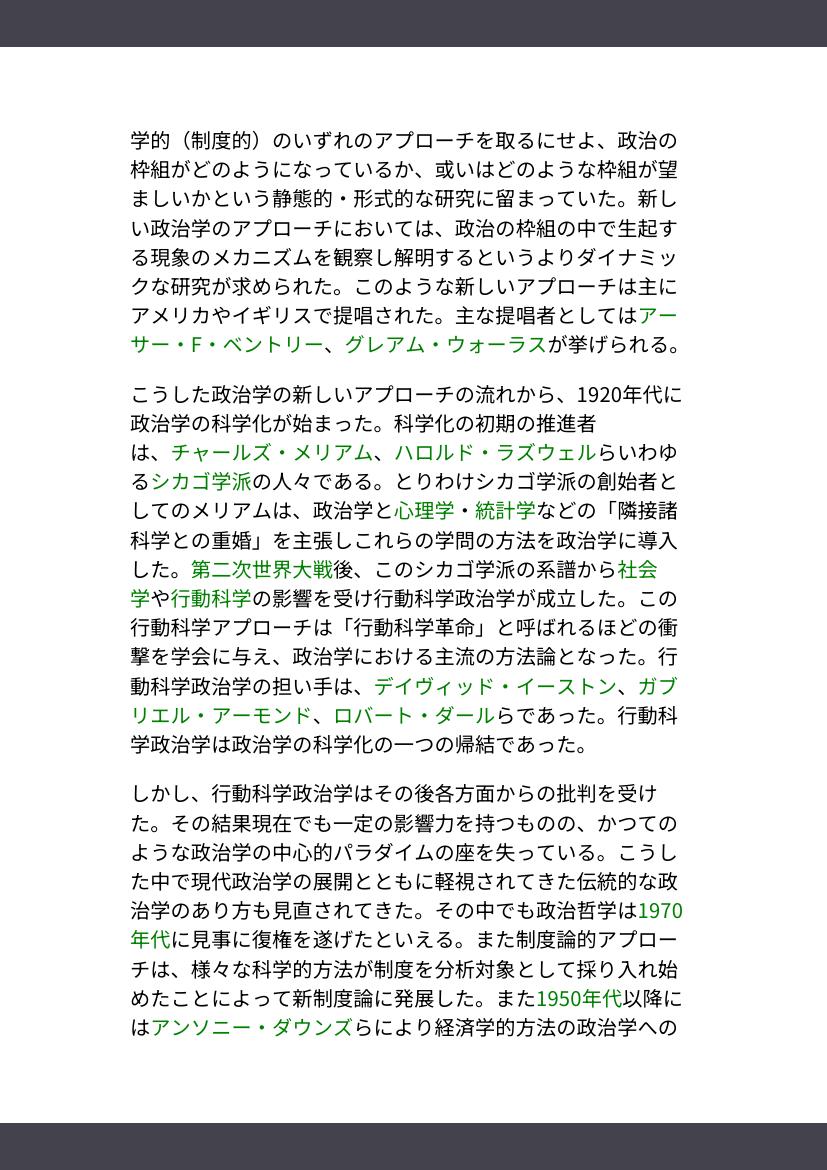 学的（制度的）のいずれのアプローチを取るにせよ、政治の
枠組がどのようになっているか、或いはどのような枠組が望
ましいかという静態的・形式的な研究に留まっていた。新し
い政治学のアプローチにおいては、政治の枠組の中で生起す
る現象のメカニズムを観察し解明するというよりダイナミッ
クな研究が求められた。このような新しいアプローチは主に
アメリカやイギリスで提唱された。主な提唱者としてはアー
サー・F・ベントリー、グレアム・ウォーラスが挙げられる。
こうした政治学の新しいアプローチの流れから、1920年代に
政治学の科学化が始まった。科学化の初期の推進者
は、チャールズ・メリアム、ハロルド・ラズウェルらいわゆ
るシカゴ学派の人々である。とりわけシカゴ学派の創始者と
してのメリアムは、政治学と心理学・統計学などの「隣接諸
科学との重婚」を主張しこれらの学問の方法を政治学に導入
した。第二次世界大戦後、このシカゴ学派の系譜から社会
学や行動科学の影響を受け行動科学政治学が成立した。この
行動科学アプローチは「行動科学革命」と呼ばれるほどの衝
撃を学会に与え、政治学における主流の方法論となった。行
動科学政治学の担い手は、デイヴィッド・イーストン、ガブ
リエル・アーモンド、ロバート・ダールらであった。行動科
学政治学は政治学の科学化の一つの帰結であった。
しかし、行動科学政治学はその後各方面からの批判を受け
た。その結果現在でも一定の影響力を持つものの、かつての
ような政治学の中心的パラダイムの座を失っている。こうし
た中で現代政治学の展開とともに軽視されてきた伝統的な政
治学のあり方も見直されてきた。その中でも政治哲学は1970
年代に見事に復権を遂げたといえる。また制度論的アプロー
チは、様々な科学的方法が制度を分析対象として採り入れ始
めたことによって新制度論に発展した。また1950年代以降に
はアンソニー・ダウンズらにより経済学的方法の政治学への